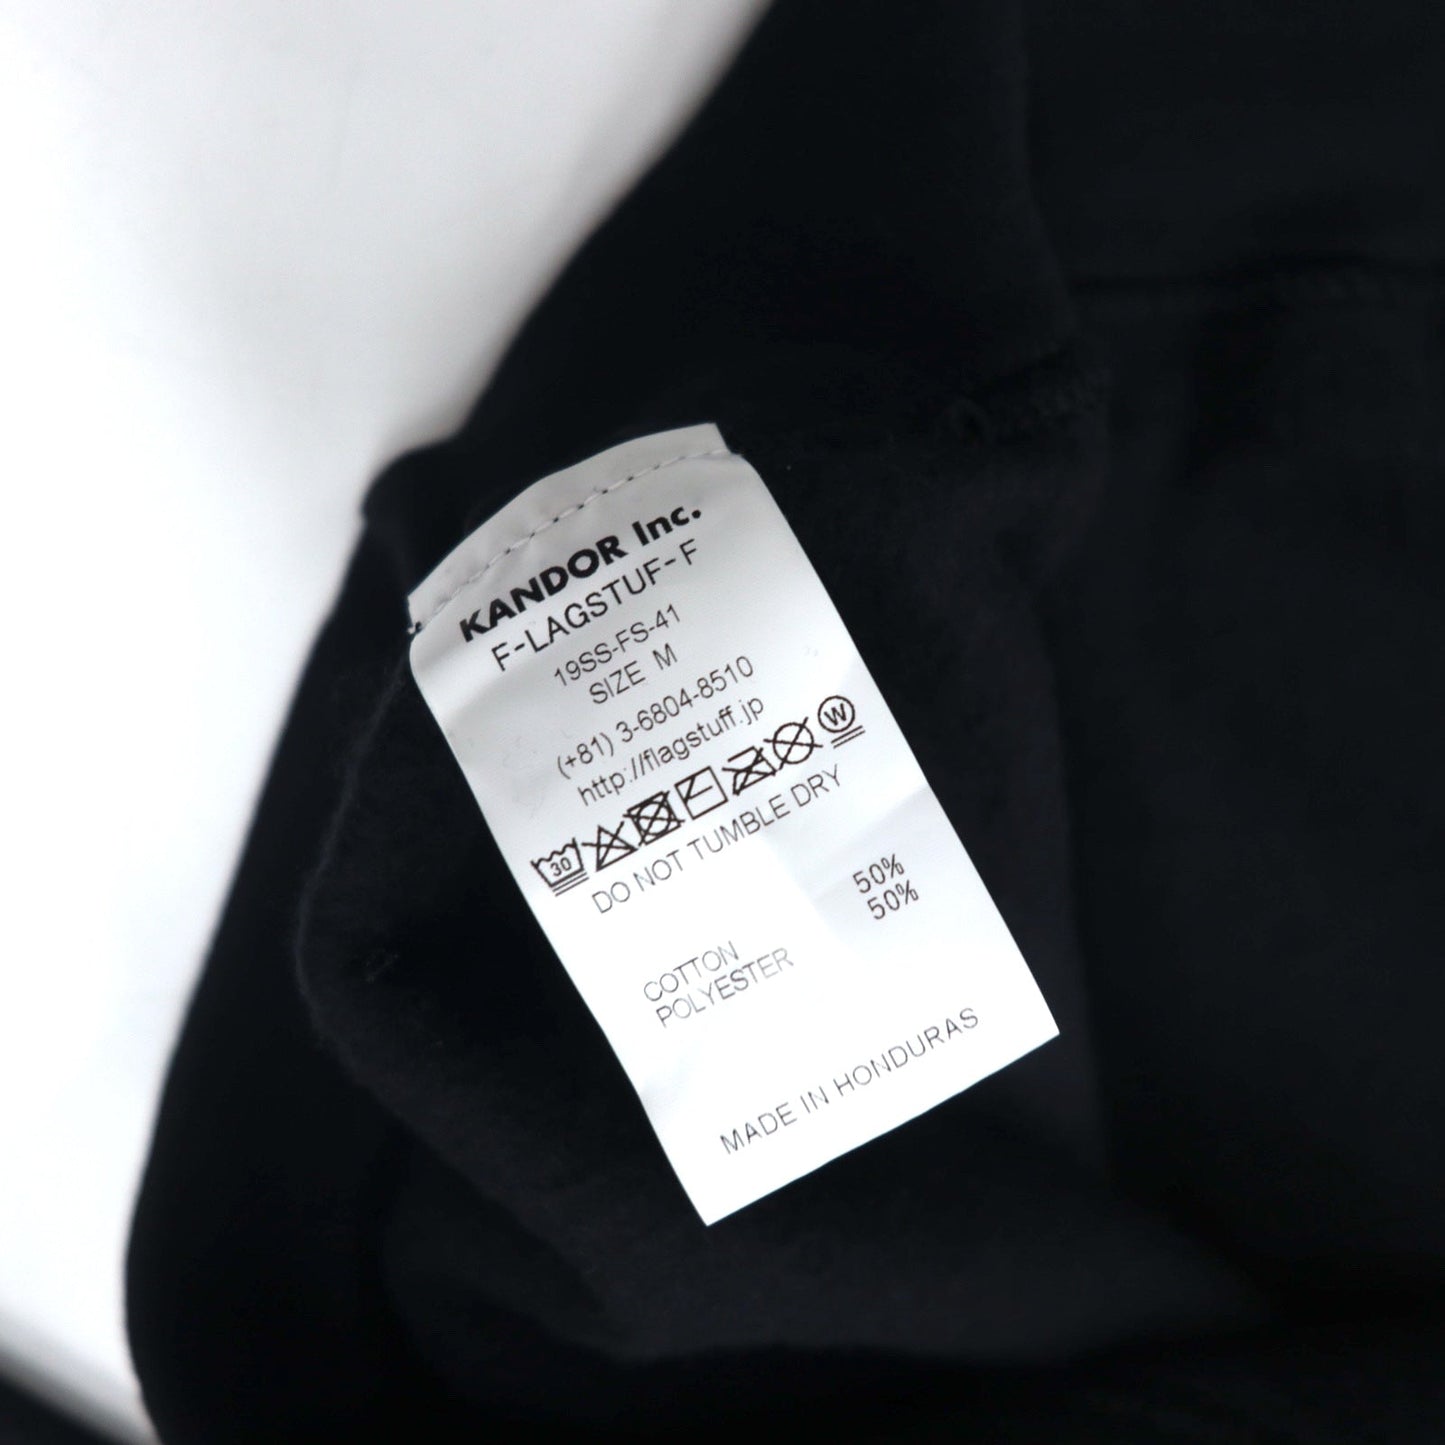 KANDOR Inc.
F-LAGSTUF-F
19SS-FS-41
SIZE M
(+81) 3-6804-8510
http://flagstuff.jp
30 W
DO NOT TUMBLE DRY
COTTON 50%
POLYESTER 50%
MADE IN HONDURAS